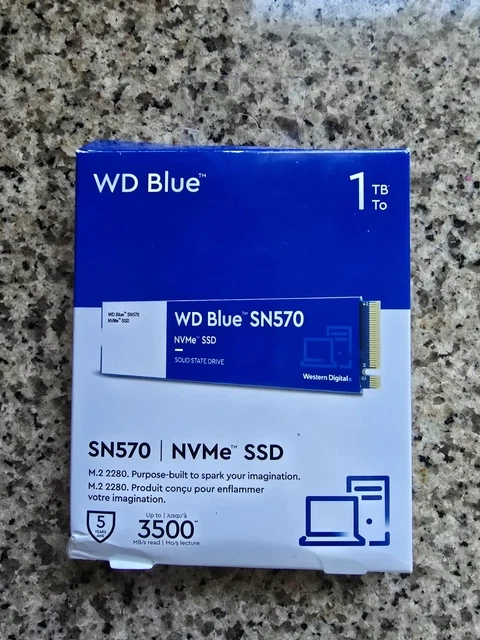 WD Blue™
1 TB
To
WD Blue™ SN570
NVMe™ SSD
WD Blue™ SN570
NVMe™ SSD
SOLID STATE DRIVE
Western Digital®
SN570 | NVMe™ SSD
M.2 2280. Purpose-built to spark your imagination.
M.2 2280. Produit conçu pour enflammer
votre imagination.
5
Up to | Jusqu'à
3500
MB/s read | Mo/s lecture